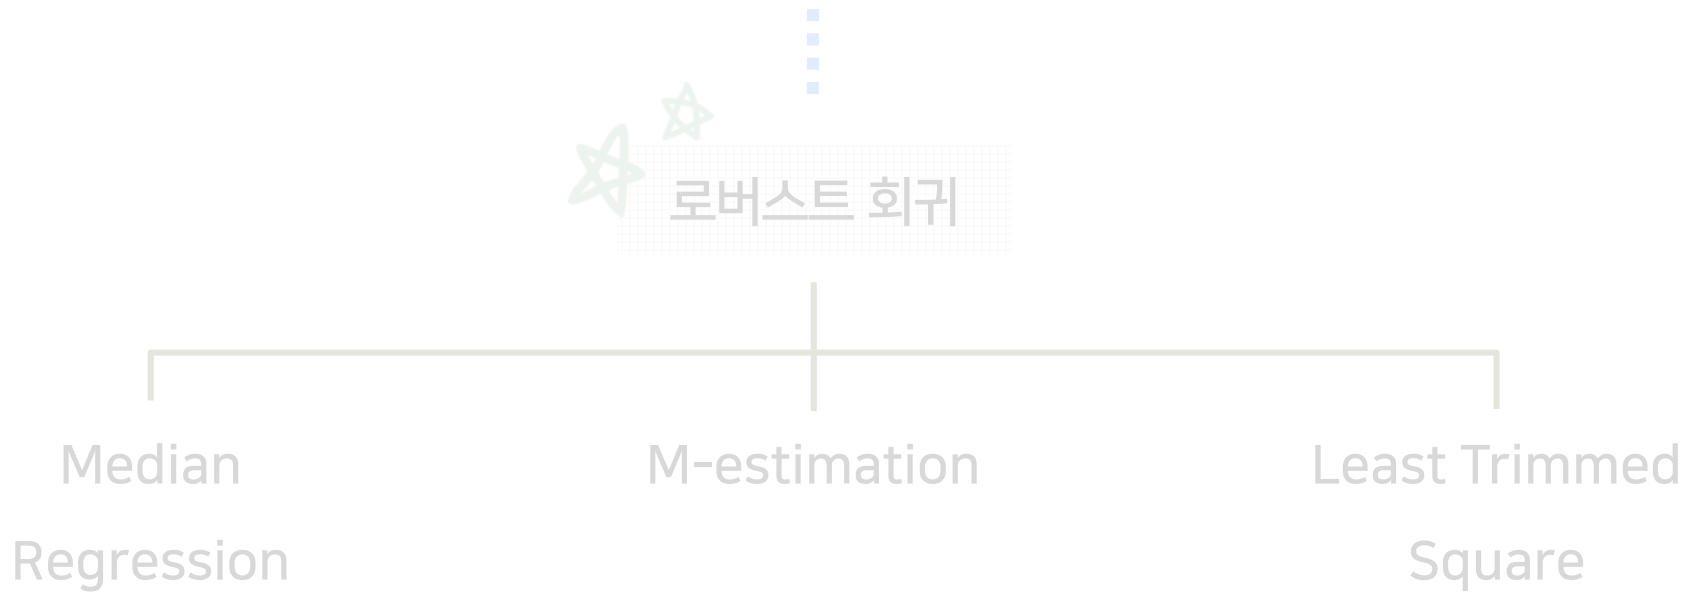 로버스트 회귀
Median
Regression
M-estimation
Least Trimmed
Square